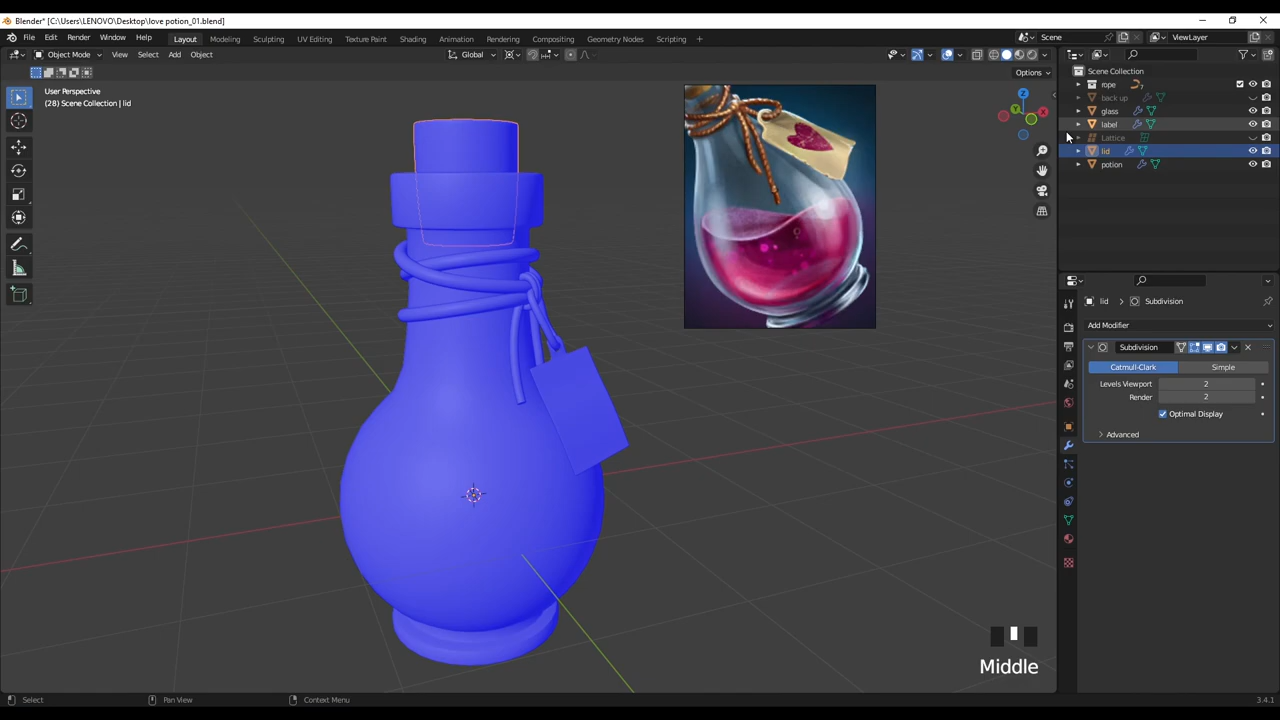 Blender* [C:\Users\LENOVO\Desktop\love potion_01.blend]
File Edit Render Window Help Layout Modeling Sculpting UV Editing Texture Paint Shading Animation Rendering Compositing Geometry Nodes Scripting Scene ViewLayer
Object Mode View Select Add Object Global
Options
User Perspective
(28) Scene Collection | lid
Scene Collection
rope 7
back up
glass
label
Lattice
lid
potion
lid Subdivision
Add Modifier
Subdivision
Catmull-Clark Simple
Levels Viewport 2
Render 2
Optimal Display
Advanced
Middle
Select Pan View Context Menu 3.4.1